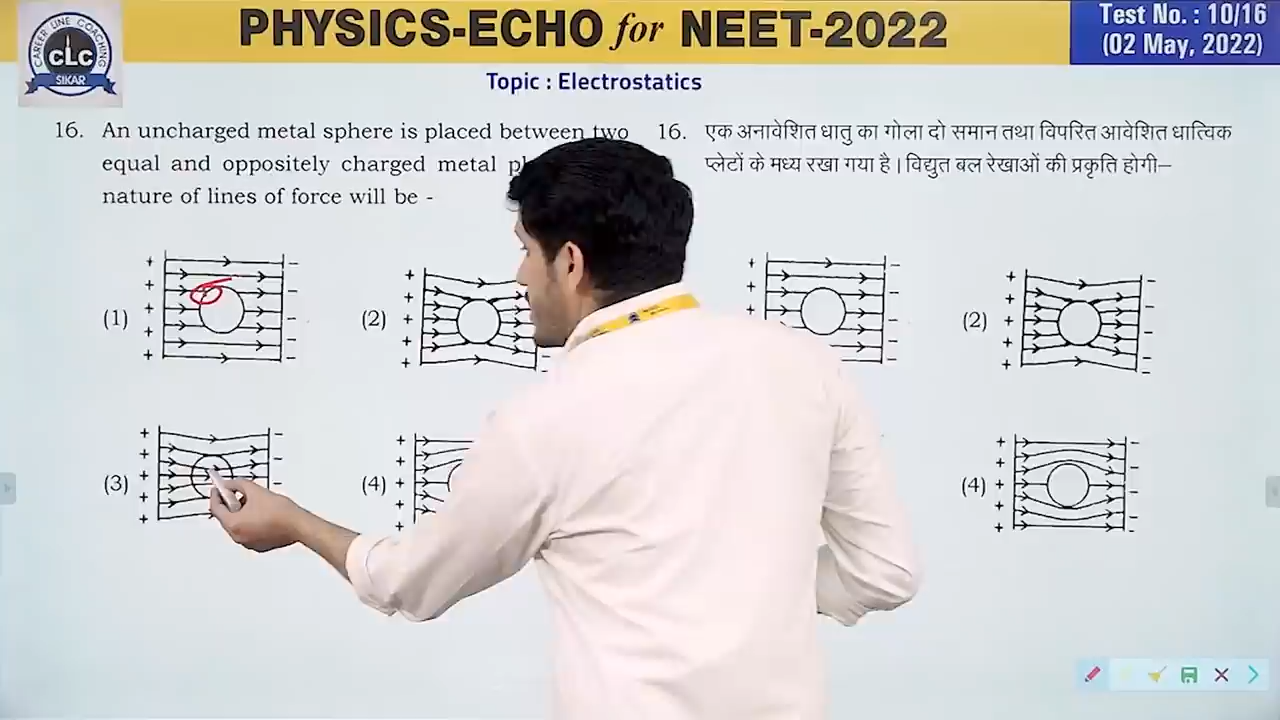 CAREER LINE COACHING
CLC
SIKAR
PHYSICS-ECHO for NEET-2022
Test No. : 10/16
(02 May, 2022)
Topic : Electrostatics
16. An uncharged metal sphere is placed between two
equal and oppositely charged metal
nature of lines of force will be -
(1)
(2)
(3)
(4)
16. एक अनावेशित धातु का गोला दो समान तथा विपरित आवेशित धात्विक
प्लेटों के मध्य रखा गया है। विद्युत बल रेखाओं की प्रकृति होगी–
(2)
(4)